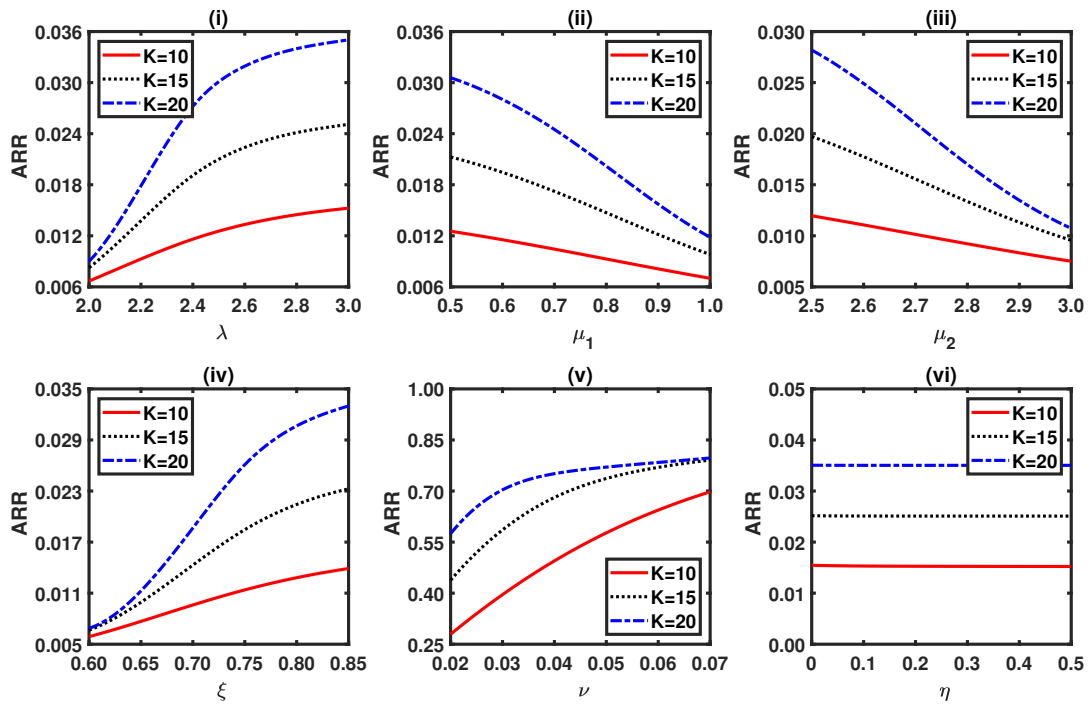 (i)
0.036
0.030
0.024
0.018
0.012
0.006
ARR
K=10
K=15
K=20
2.0 2.2 2.4 2.6 2.8 3.0
λ
(ii)
0.036
0.030
0.024
0.018
0.012
0.006
ARR
K=10
K=15
K=20
0.5 0.6 0.7 0.8 0.9 1.0
μ1
(iii)
0.030
0.025
0.020
0.015
0.010
0.005
ARR
K=10
K=15
K=20
2.5 2.6 2.7 2.8 2.9 3.0
μ2
(iv)
0.035
0.029
0.023
0.017
0.011
0.005
ARR
K=10
K=15
K=20
0.60 0.65 0.70 0.75 0.80 0.85
ξ
(v)
1.00
0.85
0.70
0.55
0.40
0.25
ARR
K=10
K=15
K=20
0.02 0.03 0.04 0.05 0.06 0.07
ν
(vi)
0.05
0.04
0.03
0.02
0.01
0.00
ARR
K=10
K=15
K=20
0 0.1 0.2 0.3 0.4 0.5
η